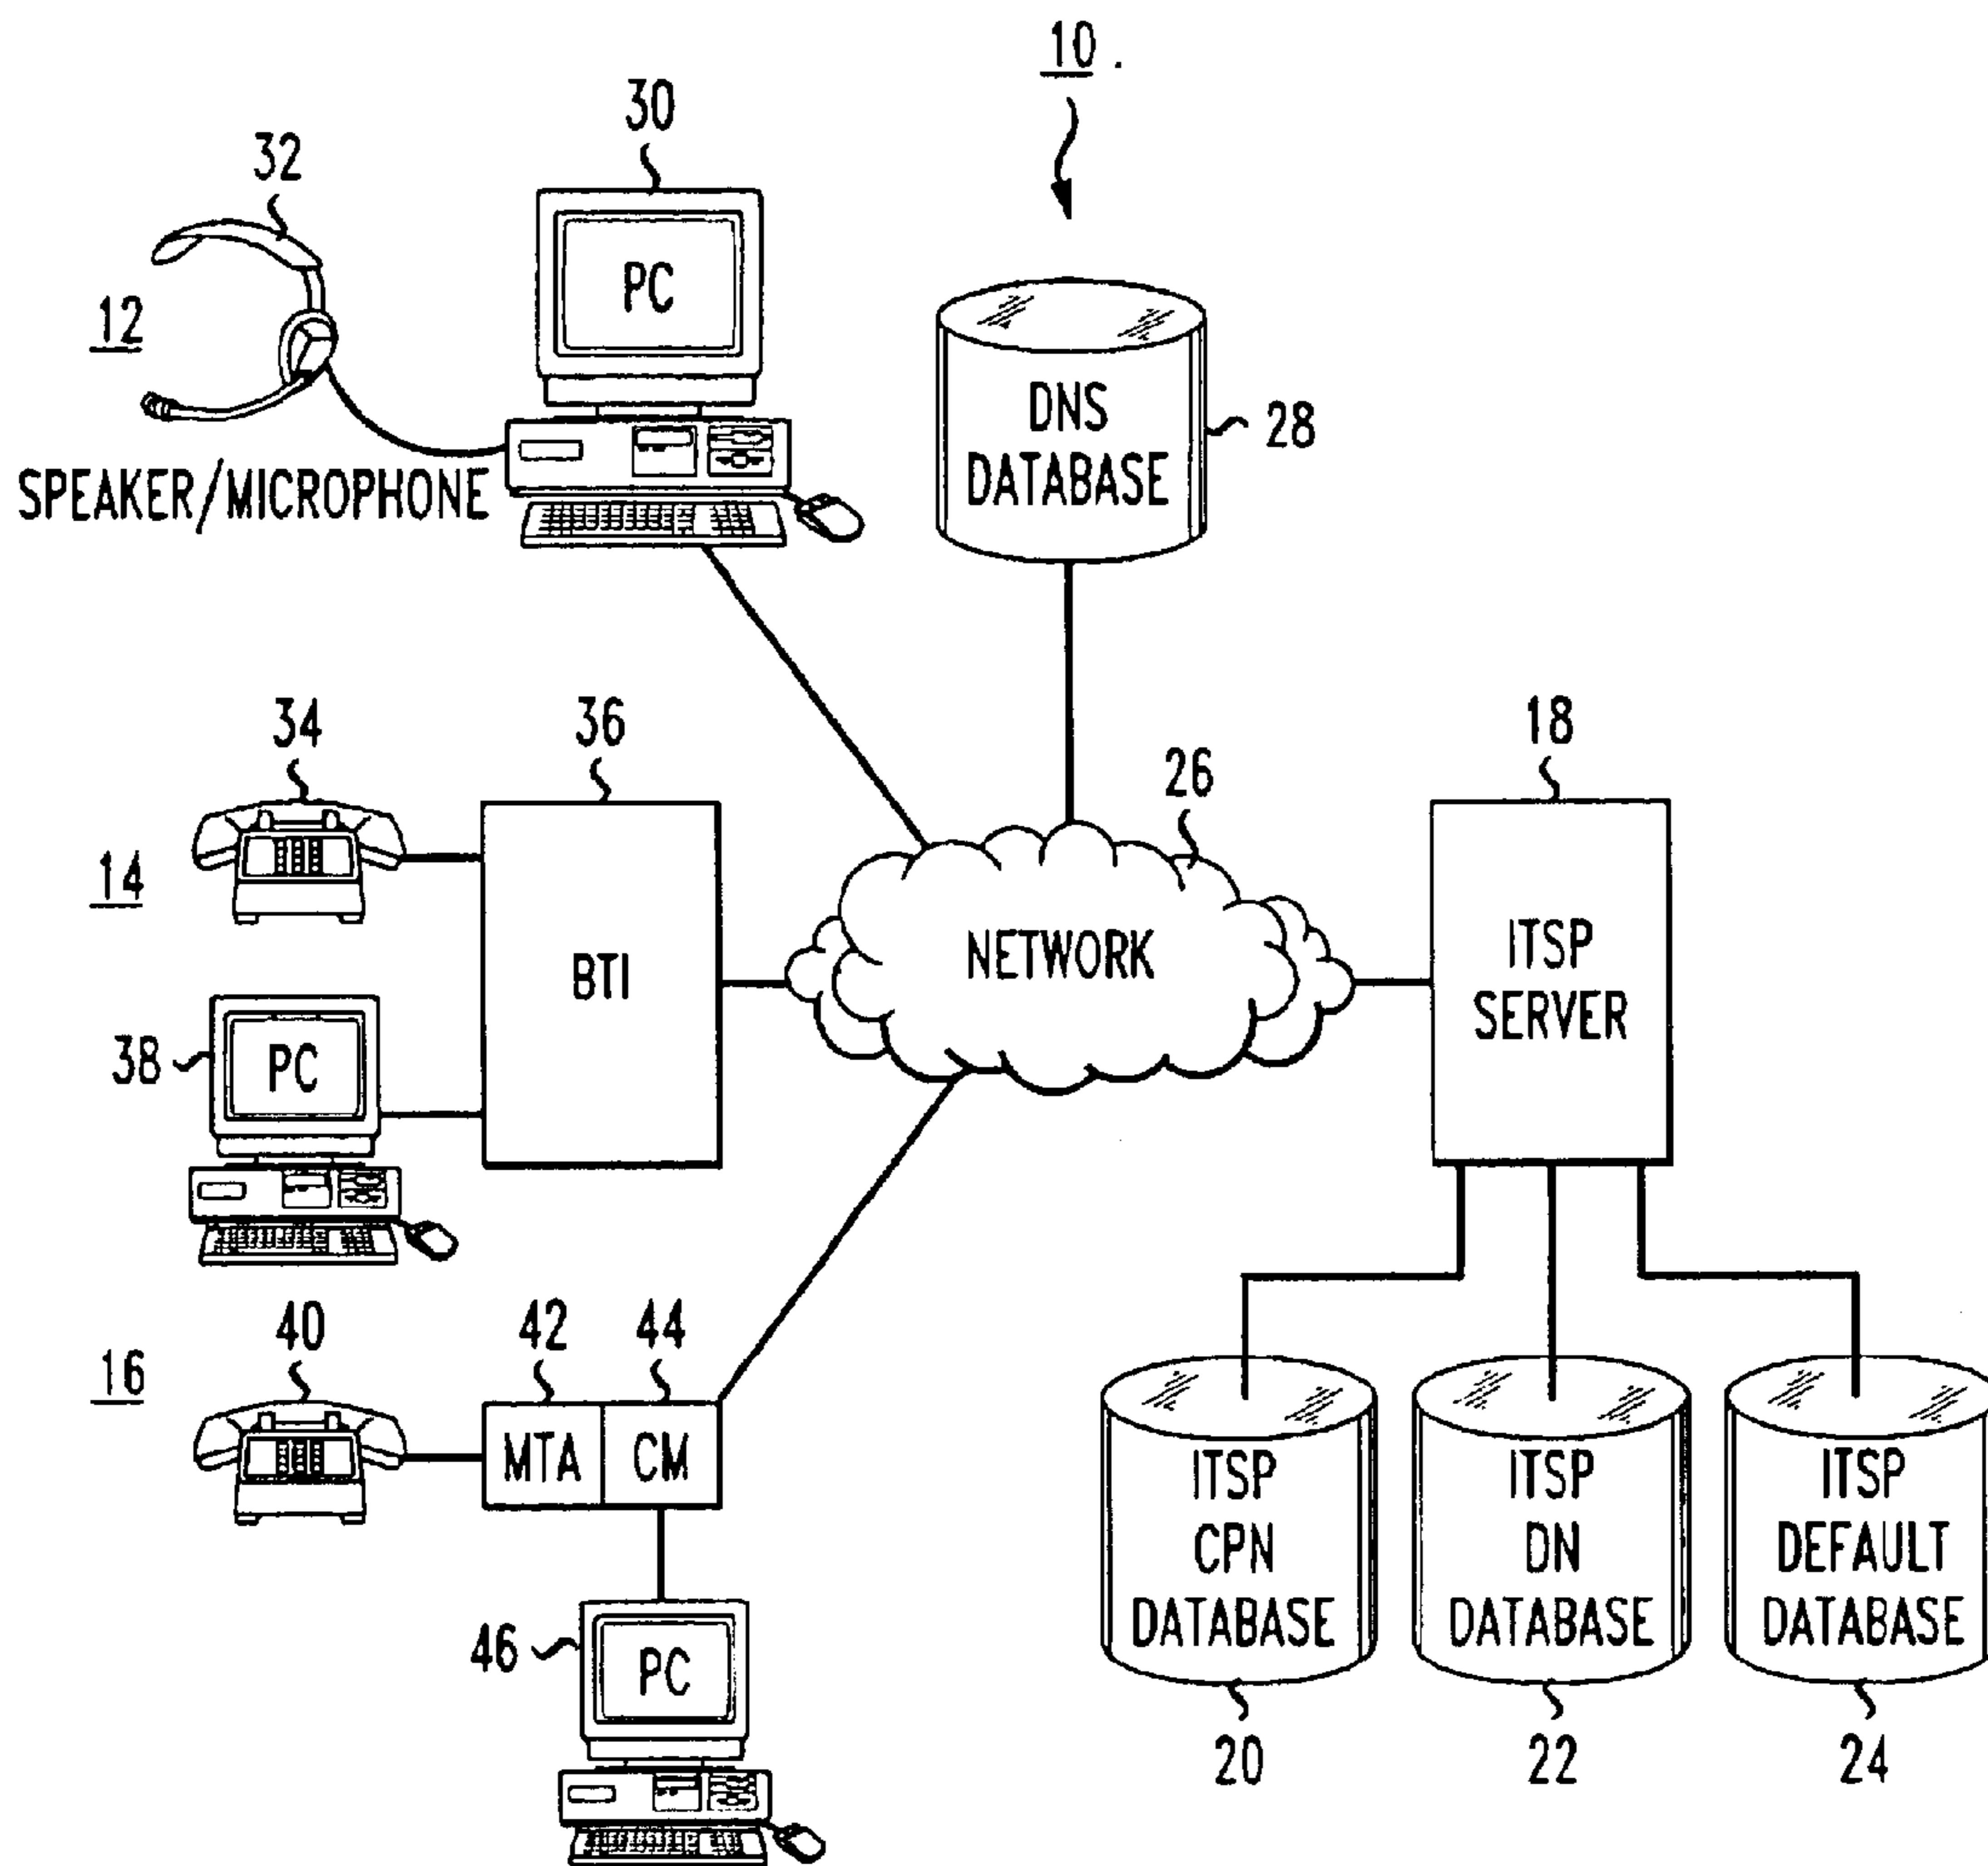 10.
30
32
PC
12
SPEAKER/MICROPHONE
DNS
DATABASE
28
34
36
18
26
14
BTI
NETWORK
ITSP
SERVER
38
PC
40
42
44
16
MTA
CM
ITSP
CPN
DATABASE
ITSP
DN
DATABASE
ITSP
DEFAULT
DATABASE
46
PC
20
22
24